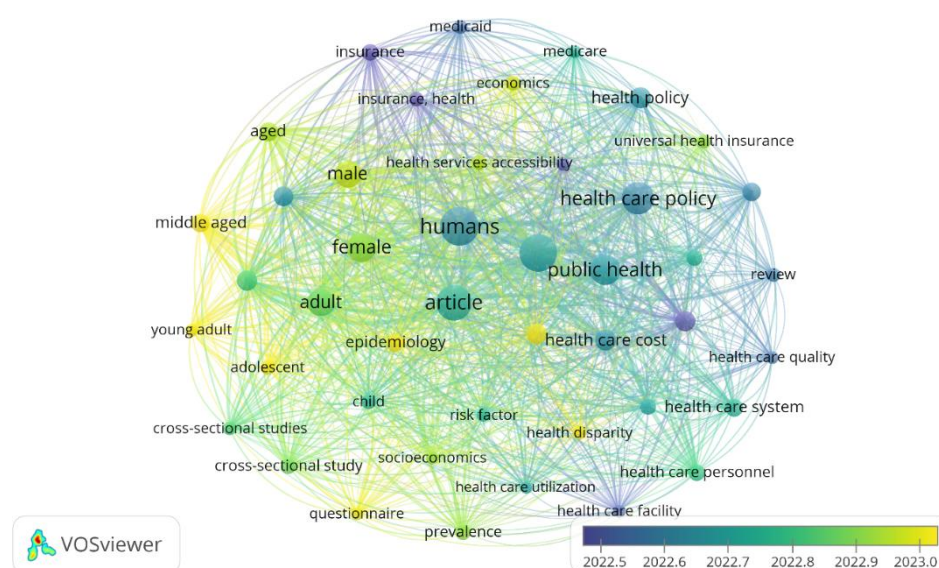 medicaid
insurance
medicare
economics
insurance, health
health policy
aged
universal health insurance
health services accessibility
male
health care policy
middle aged
humans
female
public health
review
adult
article
young adult
epidemiology
health care cost
health care quality
adolescent
child
risk factor
health care system
cross-sectional studies
health disparity
cross-sectional study
socioeconomics
health care personnel
health care utilization
questionnaire
health care facility
prevalence
VOSviewer
2022.5 2022.6 2022.7 2022.8 2022.9 2023.0